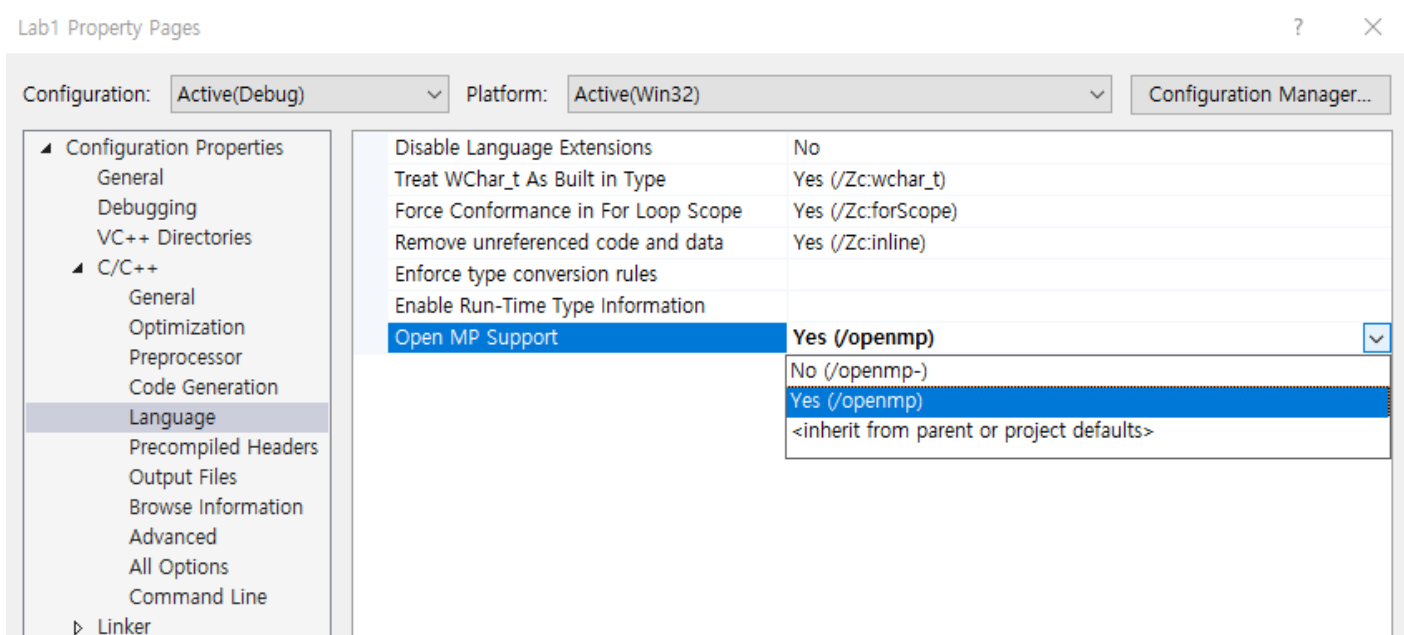 Lab1 Property Pages
Configuration: Active(Debug) Platform: Active(Win32) Configuration Manager...
Configuration Properties
General
Debugging
VC++ Directories
C/C++
General
Optimization
Preprocessor
Code Generation
Language
Precompiled Headers
Output Files
Browse Information
Advanced
All Options
Command Line
Linker
Disable Language Extensions No
Treat WChar_t As Built in Type Yes (/Zc:wchar_t)
Force Conformance in For Loop Scope Yes (/Zc:forScope)
Remove unreferenced code and data Yes (/Zc:inline)
Enforce type conversion rules
Enable Run-Time Type Information
Open MP Support Yes (/openmp)
No (/openmp-)
Yes (/openmp)
<inherit from parent or project defaults>